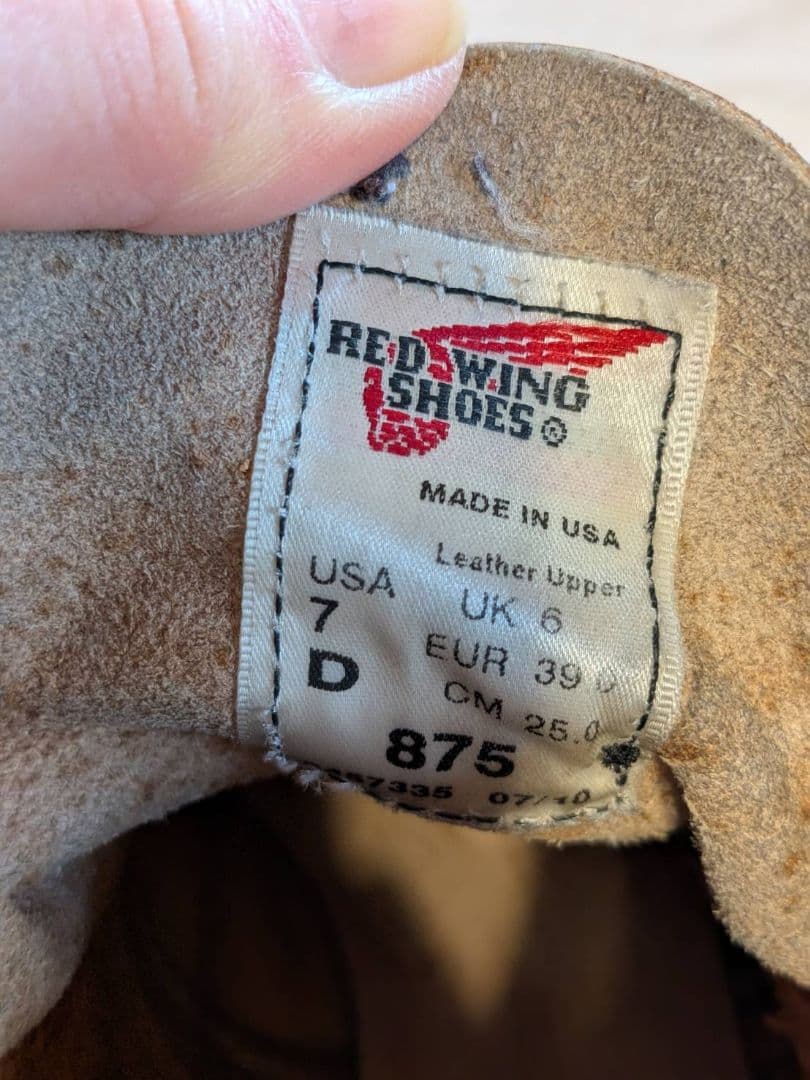 RED WING
SHOES ®
MADE IN USA
Leather Upper
USA UK 6
7 EUR 39
D CM 25.0
875
07/10